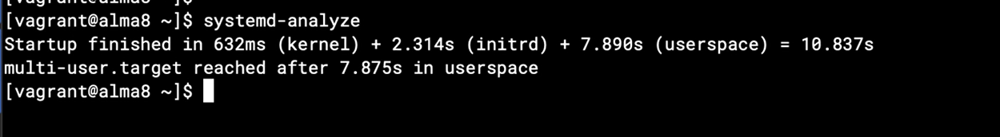 [vagrant@alma8 ~]$ systemd-analyze
Startup finished in 632ms (kernel) + 2.314s (initrd) + 7.890s (userspace) = 10.837s
multi-user.target reached after 7.875s in userspace
[vagrant@alma8 ~]$